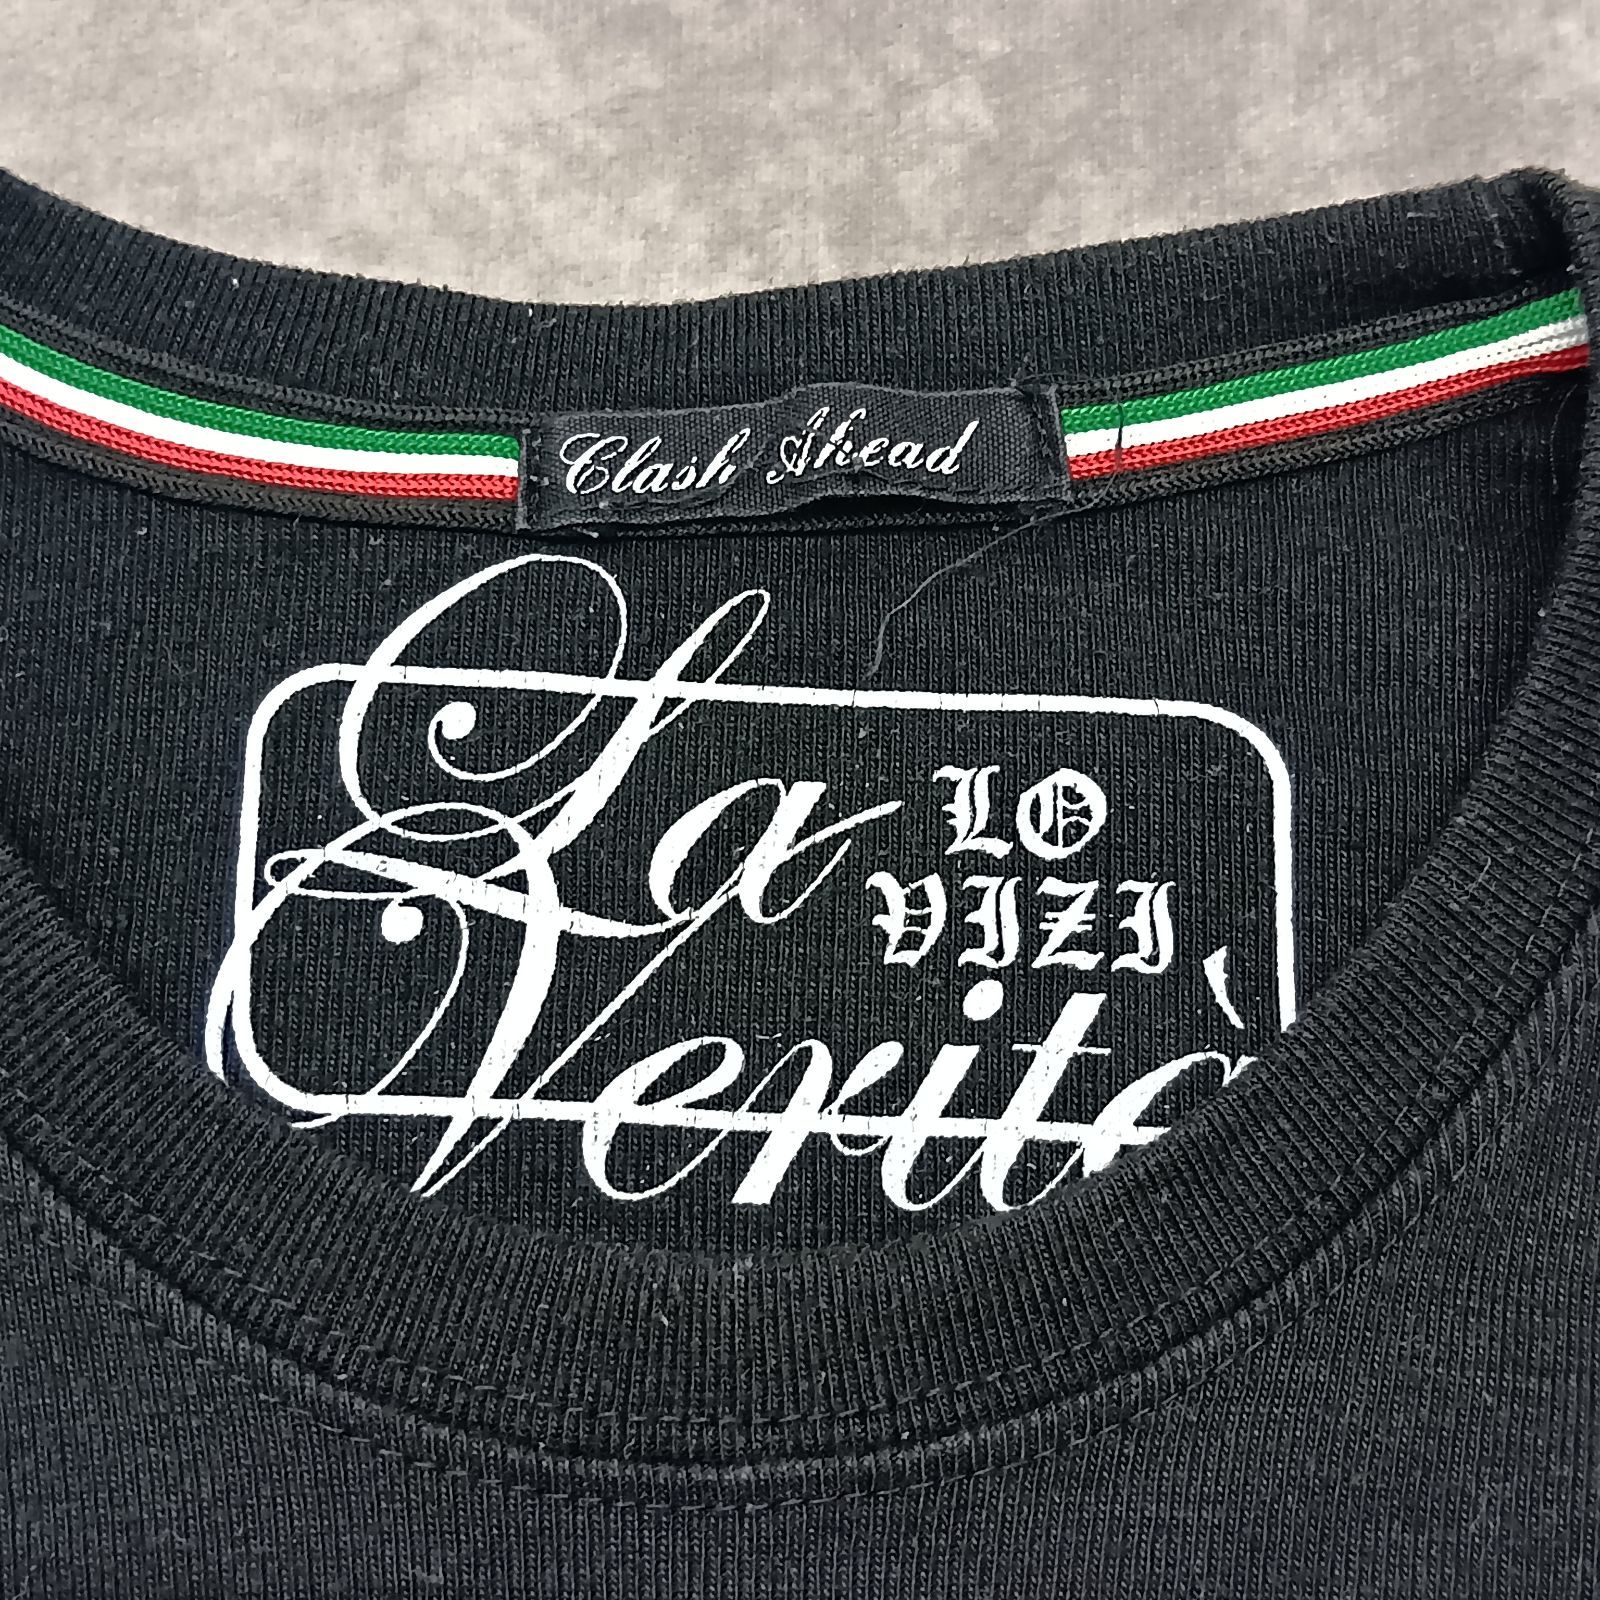 Clash Ahead
La
LO
VIZI
Verità